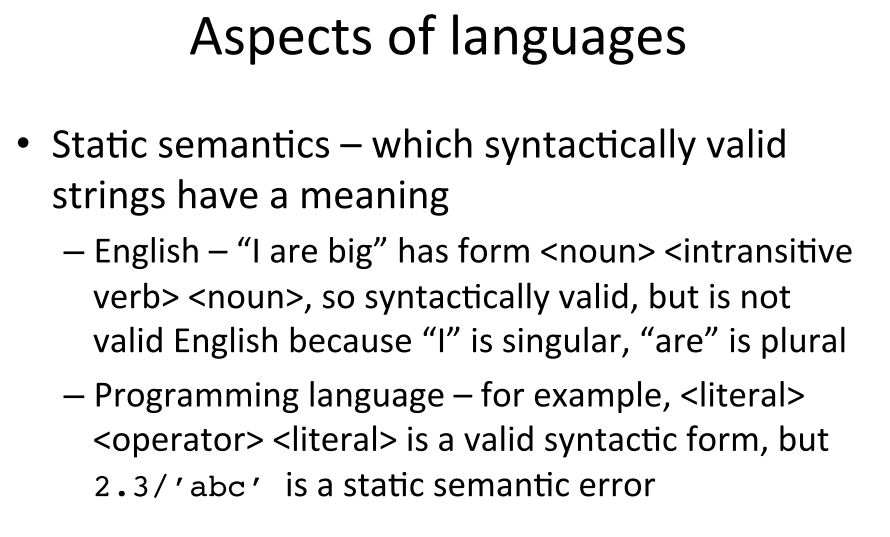 Aspects of languages
• Static semantics – which syntactically valid
strings have a meaning
– English – “I are big” has form <noun> <intransitive
verb> <noun>, so syntactically valid, but is not
valid English because “I” is singular, “are” is plural
– Programming language – for example, <literal>
<operator> <literal> is a valid syntactic form, but
2.3/’abc’ is a static semantic error